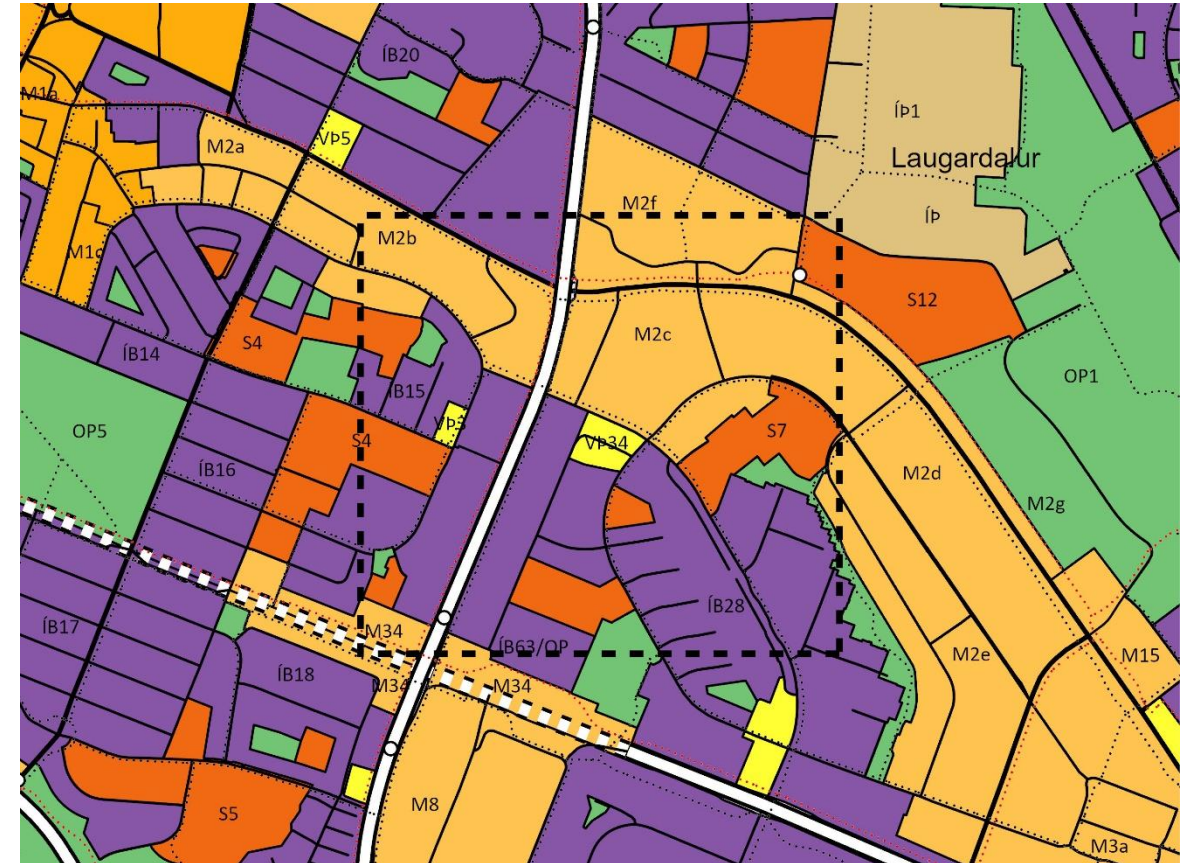 ÍB20
M1a
M2a
VÞ5
ÍÞ1
Laugardalur
M2f
ÍÞ
M2b
M1c
S12
M2c
S4
ÍB14
OP1
ÍB15
OP5
S4
VÞ3
VÞ34
S7
ÍB16
M2d
M2g
ÍB28
ÍB17
M34
ÍB63/OP
M2e
M15
ÍB18
M34
M34
M8
S5
M3a